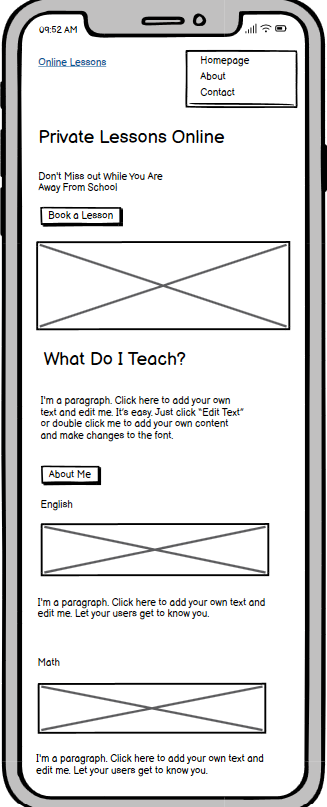 09:52 AM
Online Lessons
Homepage
About
Contact
Private Lessons Online
Don't Miss out While You Are
Away From School
Book a Lesson
What Do I Teach?
I'm a paragraph. Click here to add your own
text and edit me. It's easy. Just click "Edit Text"
or double click me to add your own content
and make changes to the font.
About Me
English
I'm a paragraph. Click here to add your own text and
edit me. Let your users get to know you.
Math
I'm a paragraph. Click here to add your own text and
edit me. Let your users get to know you.